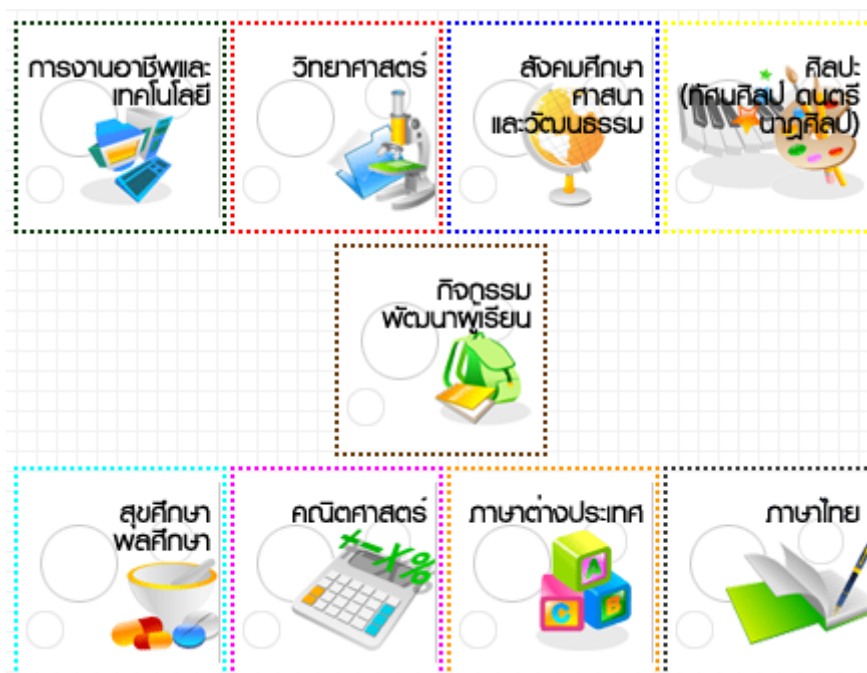 การงานอาชีพและ
เทคโนโลยี
วิทยาศาสตร์
สังคมศึกษา
ศาสนา
และวัฒนธรรม
ศิลปะ
(ทัศนศิลป์ ดนตรี
นาฏศิลป์)
กิจกรรม
พัฒนาผู้เรียน
สุขศึกษา
พลศึกษา
คณิตศาสตร์
+-×%
ภาษาต่างประเทศ
A
C B
ภาษาไทย